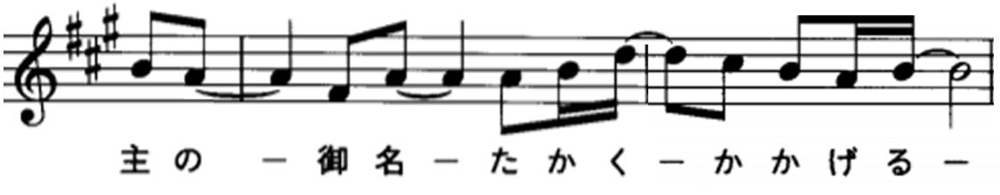 主の ー 御名 ー たかく ー かかげる ー